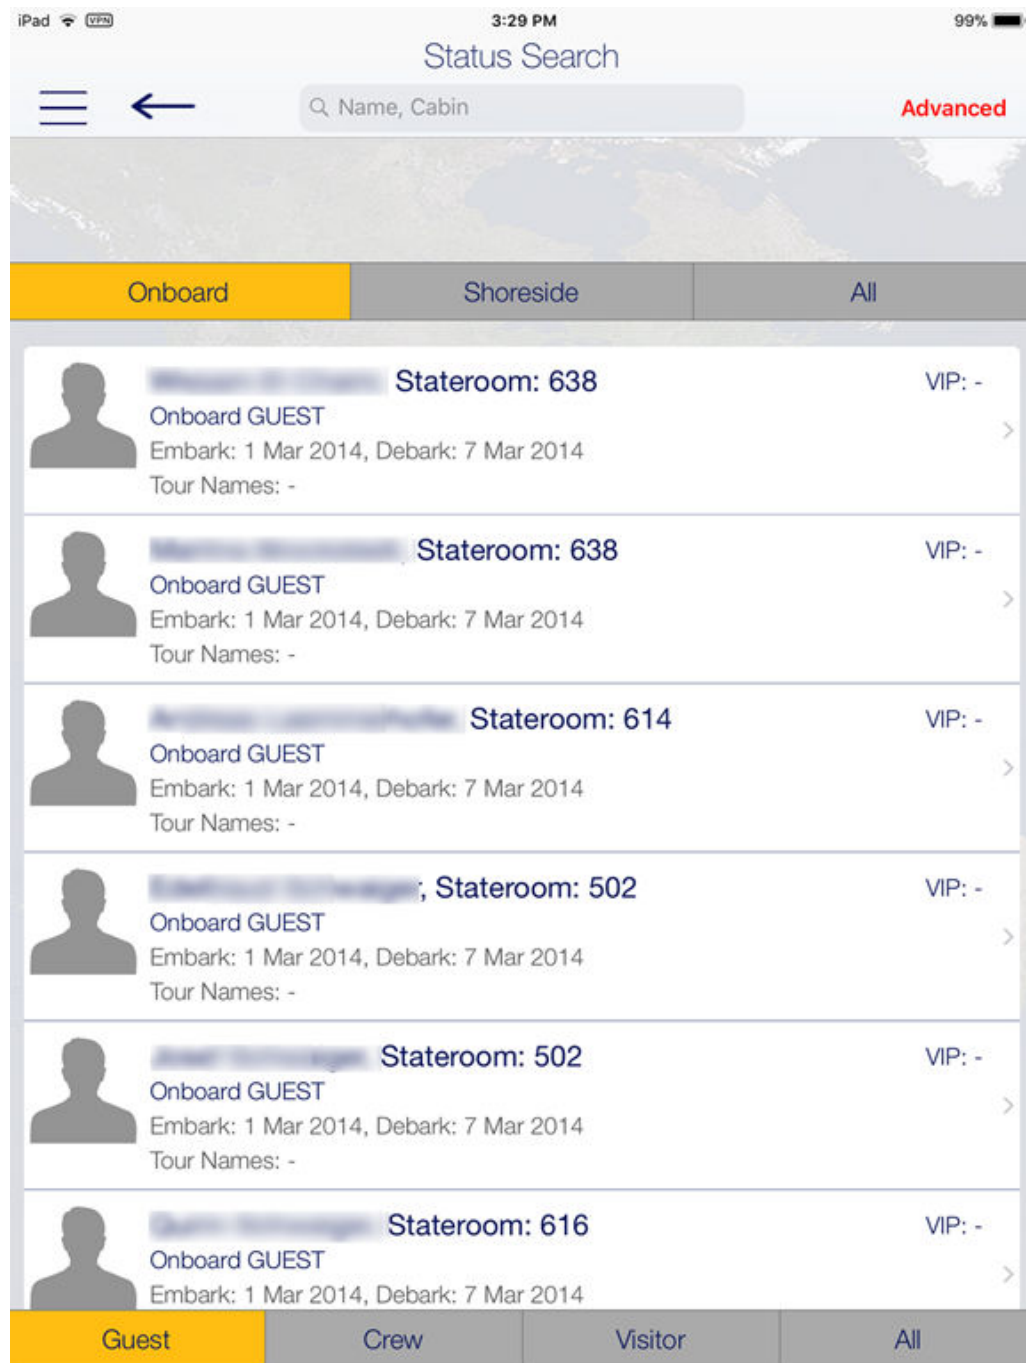 iPad VPN 3:29 PM 99%
Status Search
Name, Cabin Advanced
Onboard Shoreside All
Stateroom: 638 VIP: -
Onboard GUEST
Embark: 1 Mar 2014, Debark: 7 Mar 2014
Tour Names: -
Stateroom: 638 VIP: -
Onboard GUEST
Embark: 1 Mar 2014, Debark: 7 Mar 2014
Tour Names: -
Stateroom: 614 VIP: -
Onboard GUEST
Embark: 1 Mar 2014, Debark: 7 Mar 2014
Tour Names: -
, Stateroom: 502 VIP: -
Onboard GUEST
Embark: 1 Mar 2014, Debark: 7 Mar 2014
Tour Names: -
Stateroom: 502 VIP: -
Onboard GUEST
Embark: 1 Mar 2014, Debark: 7 Mar 2014
Tour Names: -
Stateroom: 616 VIP: -
Onboard GUEST
Embark: 1 Mar 2014, Debark: 7 Mar 2014
Guest Crew Visitor All